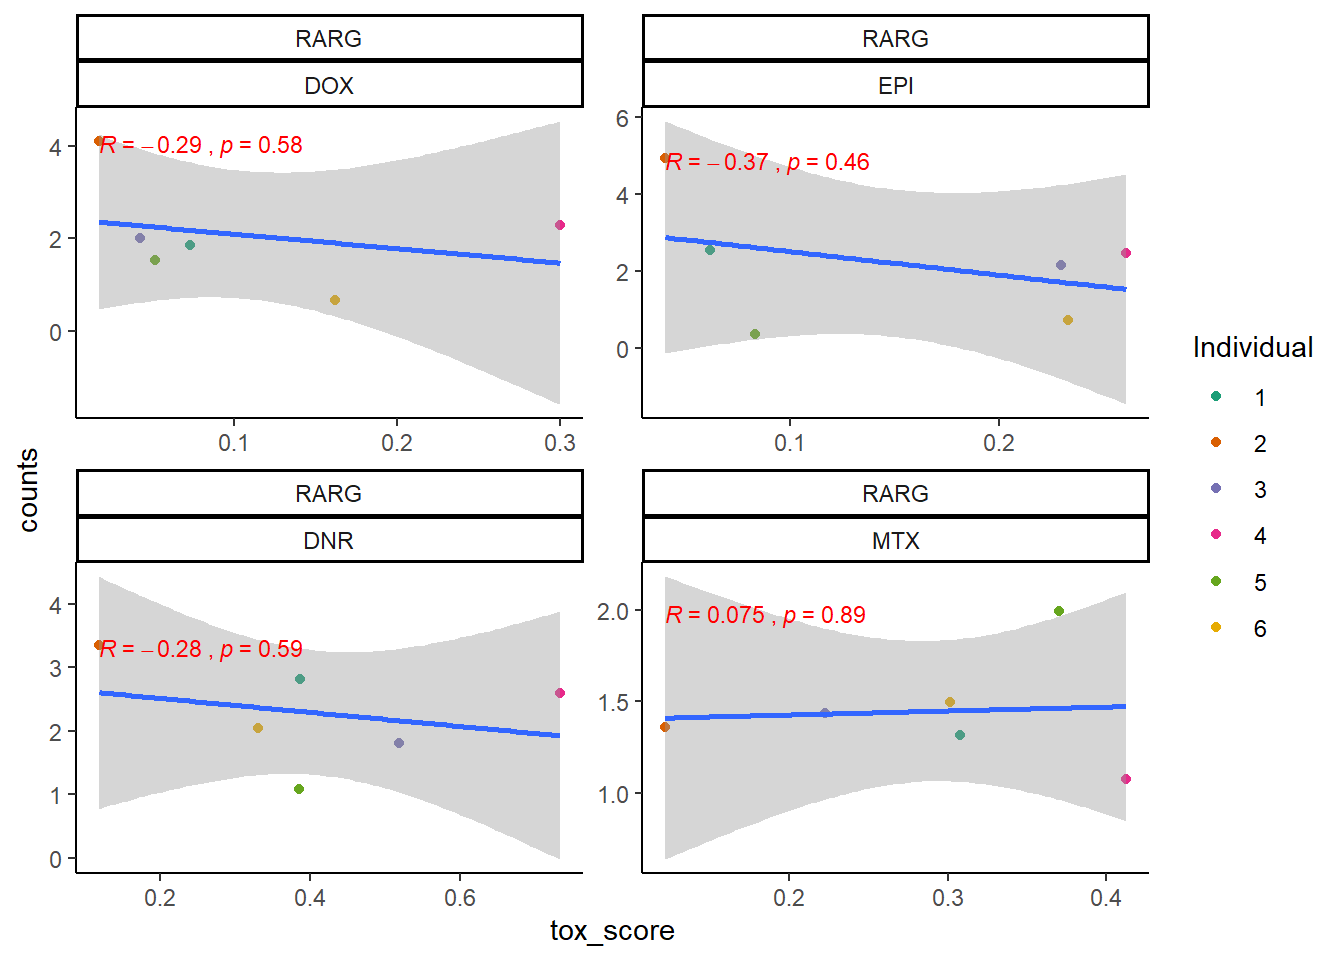 RARG
DOX
R = −0.29 , p = 0.58
4
2
0
0.1
0.2
0.3
RARG
EPI
R = −0.37 , p = 0.46
6
4
2
0
0.1
0.2
RARG
DNR
R = −0.28 , p = 0.59
4
3
2
1
0
0.2
0.4
0.6
RARG
MTX
R = 0.075 , p = 0.89
2.0
1.5
1.0
0.2
0.3
0.4
counts
tox_score
Individual
1
2
3
4
5
6